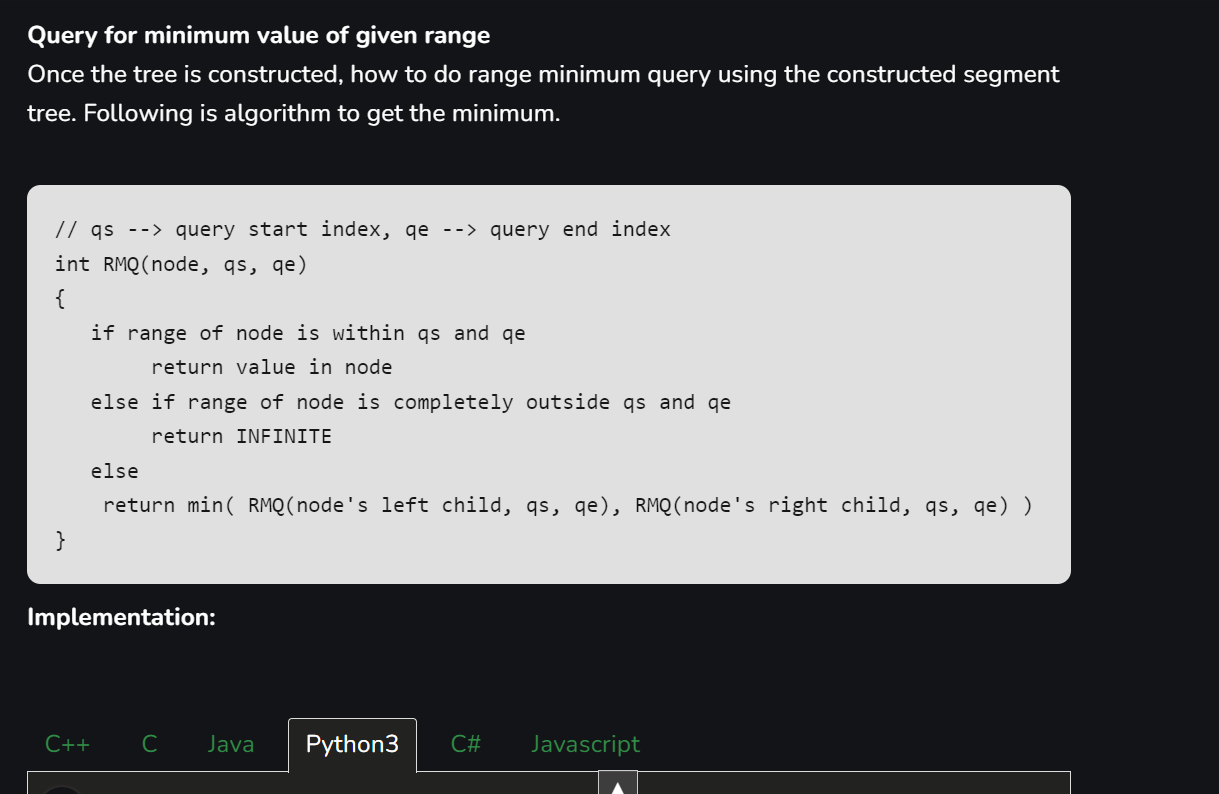 Query for minimum value of given range
Once the tree is constructed, how to do range minimum query using the constructed segment
tree. Following is algorithm to get the minimum.
// qs --> query start index, qe --> query end index
int RMQ(node, qs, qe)
{
   if range of node is within qs and qe
        return value in node
   else if range of node is completely outside qs and qe
        return INFINITE
   else
    return min( RMQ(node's left child, qs, qe), RMQ(node's right child, qs, qe) )
}
Implementation:
C++ C Java Python3 C# Javascript